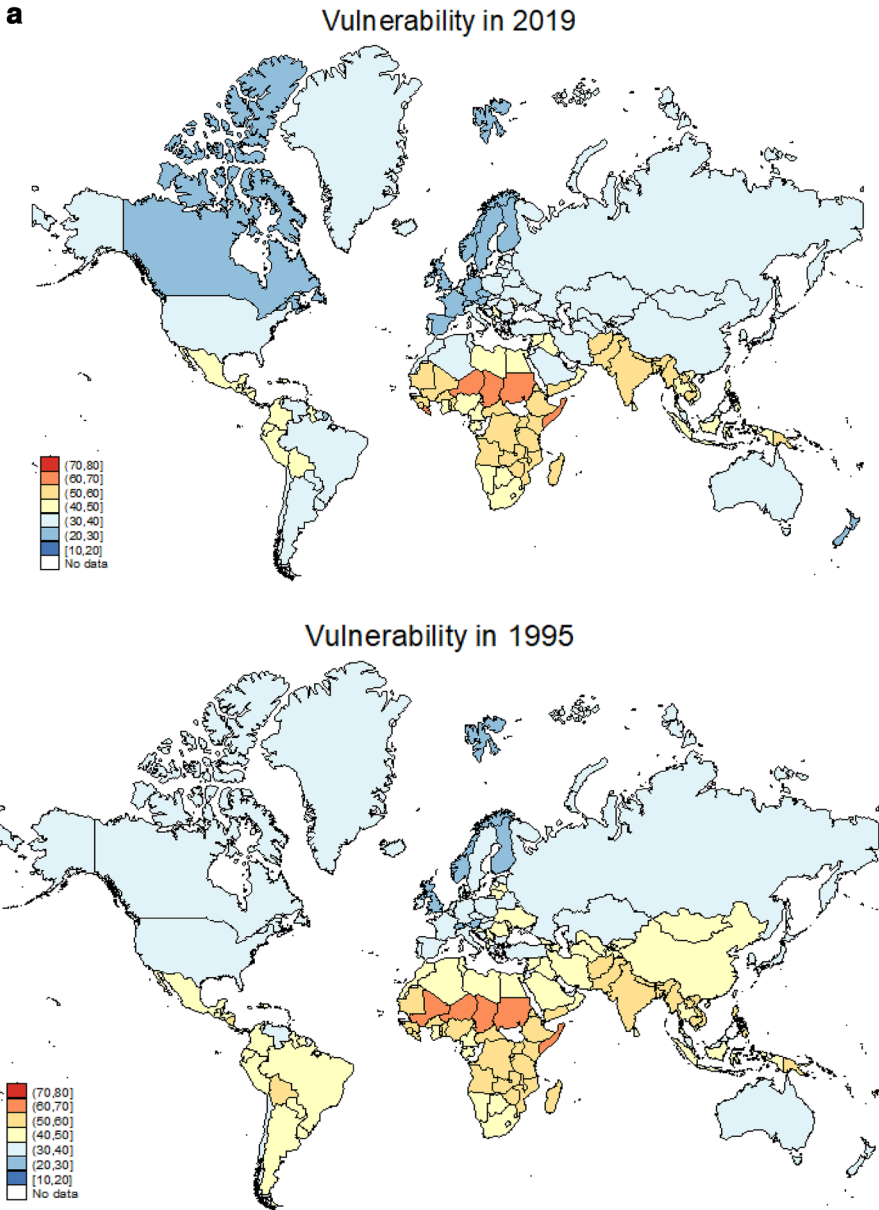 a
Vulnerability in 2019
(70,80]
(60,70]
(50,60]
(40,50]
(30,40]
(20,30]
[10,20]
No data
Vulnerability in 1995
(70,80]
(60,70]
(50,60]
(40,50]
(30,40]
(20,30]
[10,20]
No data